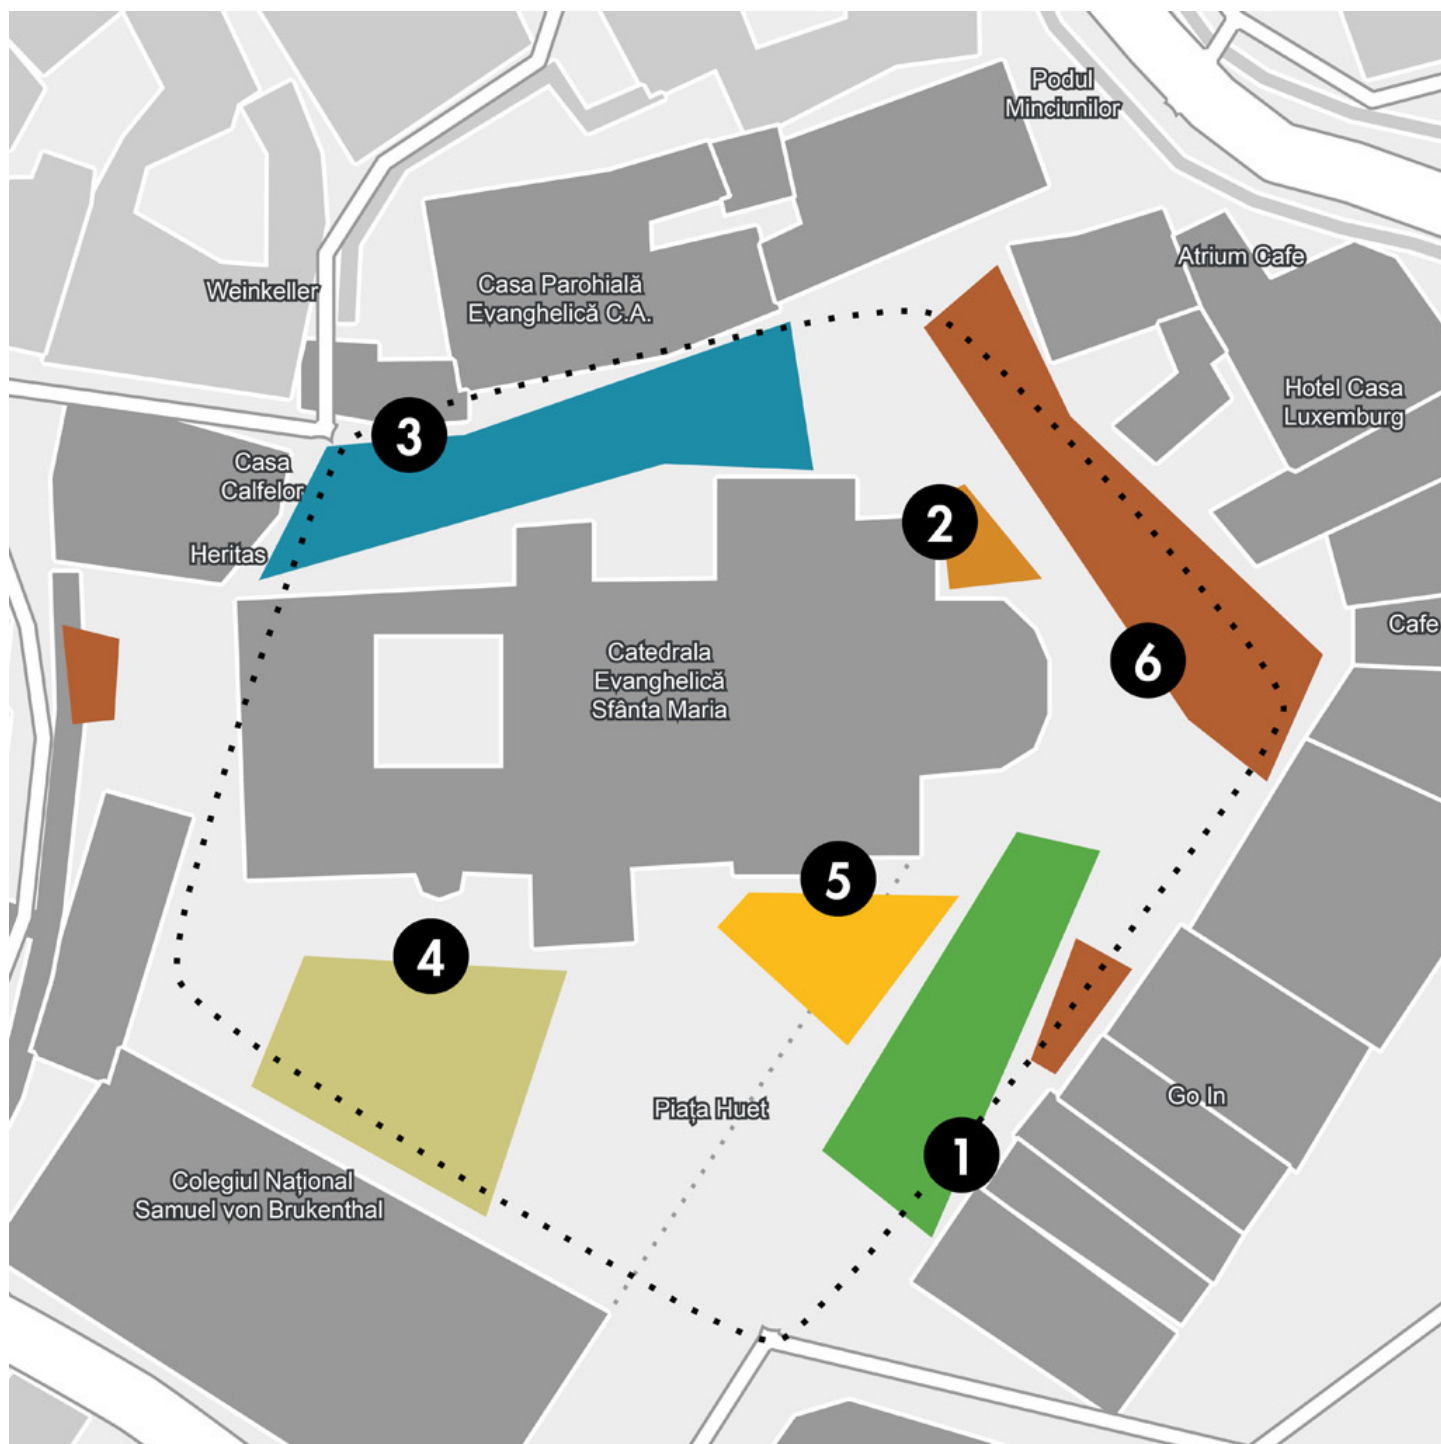 Podul
Minciunilor
Atrium Cafe
Weinkeller
Casa Parohială
Evanghelică C.A.
Hotel Casa
Luxemburg
3
Casa
Calfelor
2
Heritas
Cafe
Catedrala
Evanghelică
Sfânta Maria
6
5
4
Piața Huet
Go In
1
Colegiul Național
Samuel von Brukenthal